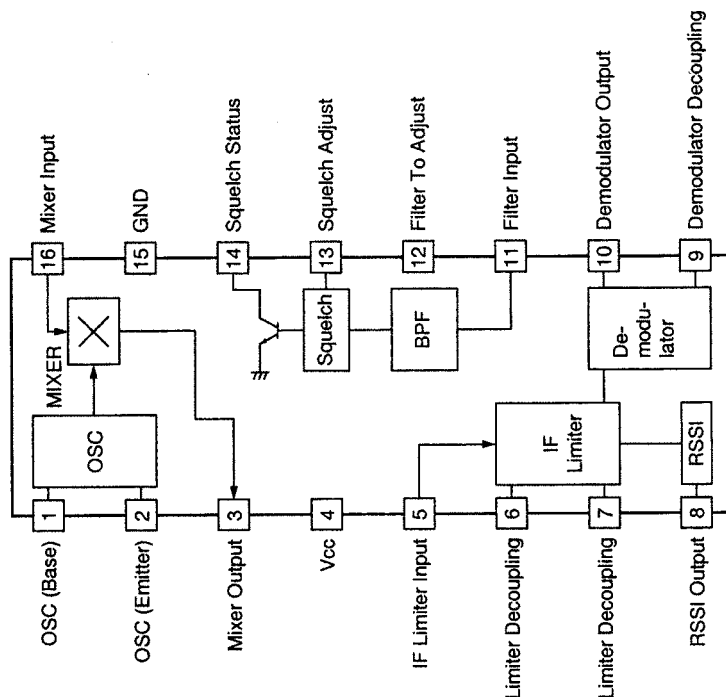 Mixer Input
GND
Squelch Status
Squelch Adjust
Filter To Adjust
Filter Input
Demodulator Output
Demodulator Decoupling
16
15
14
13
12
11
10
9
MIXER
OSC
Squelch
BPF
De-
modu-
lator
IF
Limiter
RSSI
1
2
3
4
5
6
7
8
OSC (Base)
OSC (Emitter)
Mixer Output
Vcc
IF Limiter Input
Limiter Decoupling
Limiter Decoupling
RSSI Output